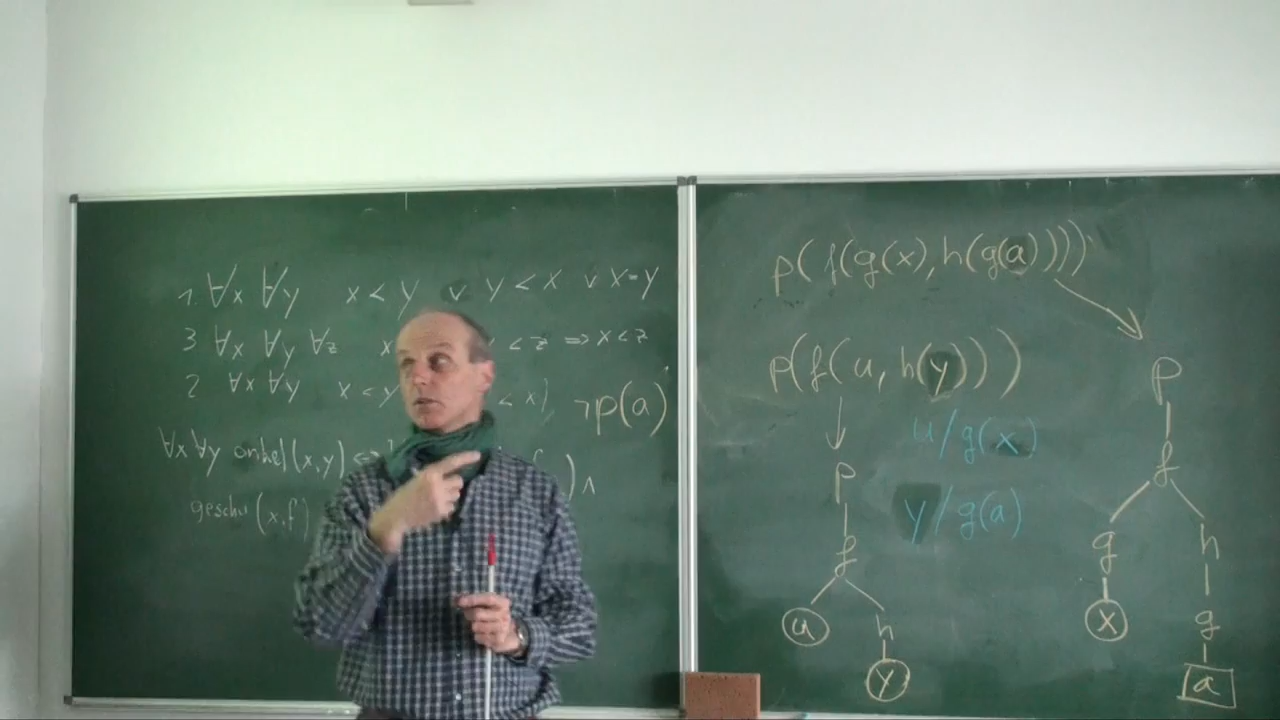 1. ∀x ∀y x < y ∨ y < x ∨ x=y
3 ∀x ∀y ∀z x < z ⇒ x < z
2 ∀x ∀y x < y < x)
¬p(a)
∀x ∀y onkel(x,y) ⇔ ) ∧
geschw(x,f)
p(f(g(x),h(g(a))))
p(f(u,h(y)))
u/g(x)
y/g(a)
p
f
u h
y
p
f
g h
x g
a